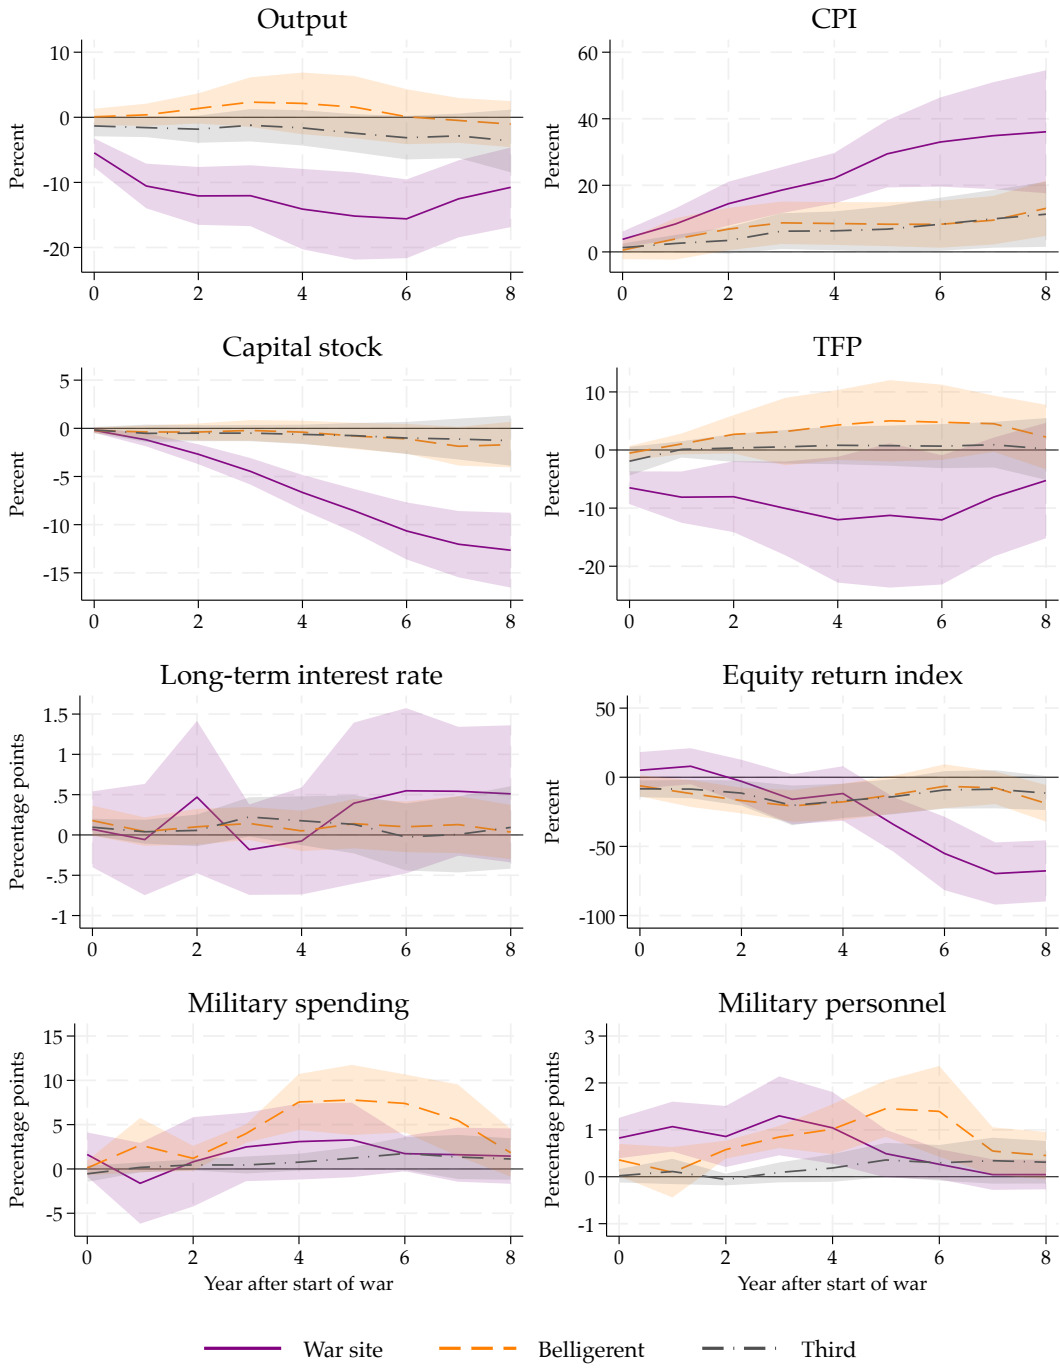 Output
CPI
Percent
10
0
-10
-20
0 2 4 6 8
Percent
60
40
20
0
0 2 4 6 8
Capital stock
TFP
Percent
5
0
-5
-10
-15
0 2 4 6 8
Percent
10
0
-10
-20
0 2 4 6 8
Long-term interest rate
Equity return index
Percentage points
1.5
1
.5
0
-.5
-1
0 2 4 6 8
Percent
50
0
-50
-100
0 2 4 6 8
Military spending
Military personnel
Percentage points
15
10
5
0
-5
0 2 4 6 8
Year after start of war
Percentage points
3
2
1
0
-1
0 2 4 6 8
Year after start of war
War site Belligerent Third